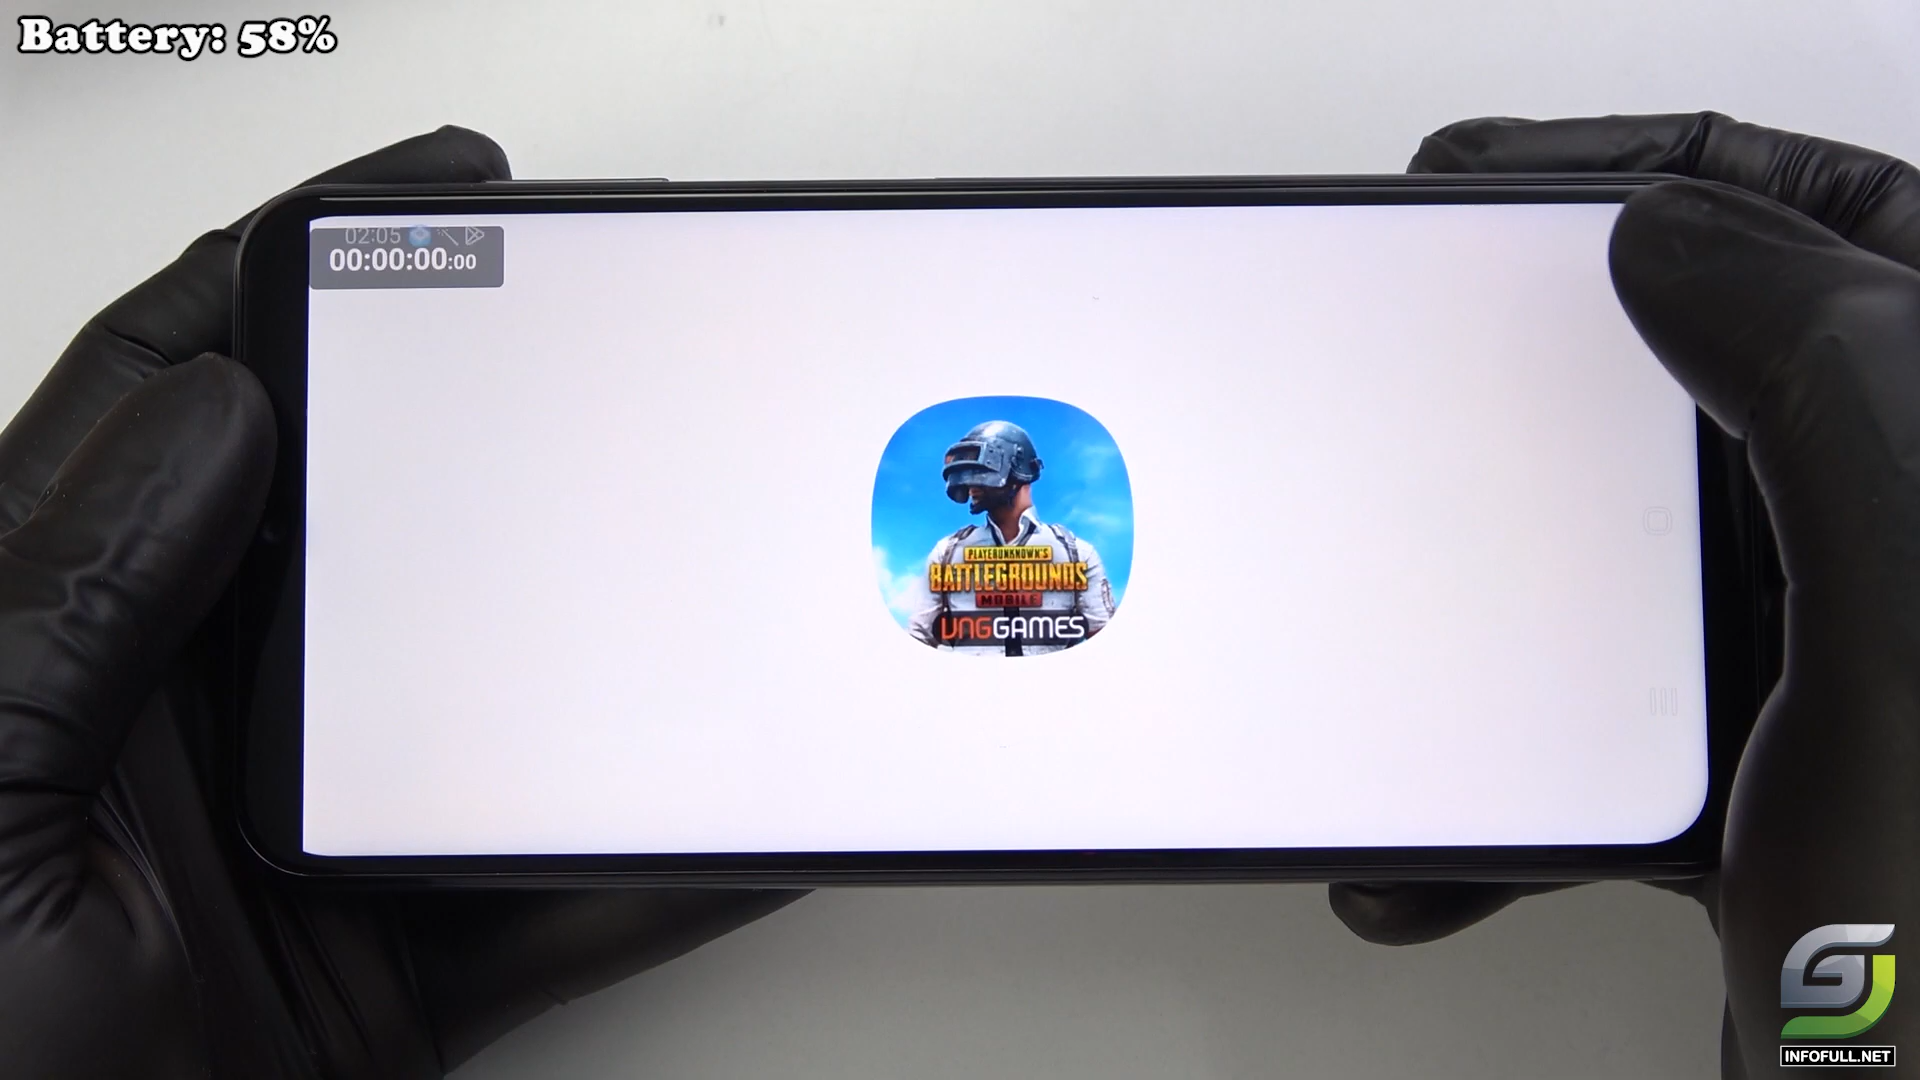 Battery: 58%
02:05
00:00:00:00
PLAYERUNKNOWN'S
BATTLEGROUNDS
MOBILE
VNGGAMES
INFOFULL.NET